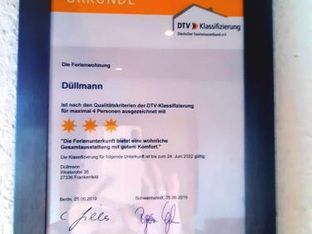 URKUNDE
DTV Klassifizierung
Deutscher Tourismusverband e.V.
Die Ferienwohnung
Düllmann
ist nach den Qualitätskriterien der DTV-Klassifizierung
für maximal 4 Personen ausgezeichnet mit
"Die Ferienunterkunft bietet eine wohnliche
Gesamtausstattung mit gutem Komfort."
Die Klassifizierung für folgende Unterkunft ist bis zum 24. Juni 2022 gültig:
Düllmann
27336 Frankenfeld
Berlin, 25.06.2019
Schwarmstedt, 25.06.2019